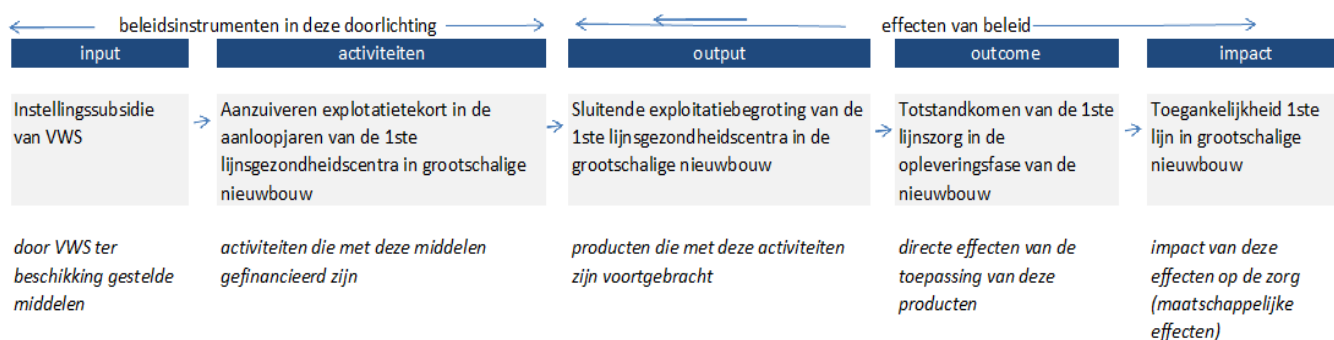 beleidsinstrumenten in deze doorlichting
effecten van beleid
input
activiteiten
output
outcome
impact
Instellingssubsidie
van VWS
Aanzuiveren explotatietekort in de
aanloopjaren van de 1ste
lijnsgezondheidscentra in grootschalige
nieuwbouw
Sluitende exploitatiebegroting van de
1ste lijnsgezondheidscentra in de
grootschalige nieuwbouw
Totstandkomen van de 1ste
lijnszorg in de
opleveringsfase van de
nieuwbouw
Toegankelijkheid 1ste
lijn in grootschalige
nieuwbouw
door VWS ter
beschikking gestelde
middelen
activiteiten die met deze middelen
gefinancierd zijn
producten die met deze activiteiten
zijn voortgebracht
directe effecten van de
toepassing van deze
producten
impact van deze
effecten op de zorg
(maatschappelijke
effecten)